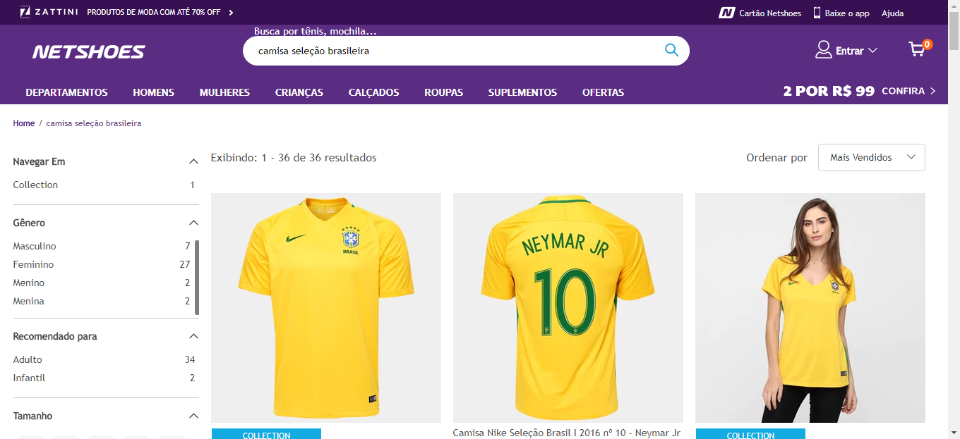 ZATTINI PRODUTOS DE MODA COM ATÉ 70% OFF
Cartão Netshoes Baixe o app Ajuda
NETSHOES
Busca por tênis, mochila...
camisa seleção brasileira
Entrar
0
DEPARTAMENTOS HOMENS MULHERES CRIANÇAS CALÇADOS ROUPAS SUPLEMENTOS OFERTAS
2 POR R$ 99 CONFIRA
Home / camisa seleção brasileira
Navegar Em
Collection 1
Gênero
Masculino 7
Feminino 27
Menino 2
Menina 2
Recomendado para
Adulto 34
Infantil 2
Tamanho
Exibindo: 1 - 36 de 36 resultados
Ordenar por Mais Vendidos
BRASIL
COLLECTION
NEYMAR JR
10
Camisa Nike Seleção Brasil I 2016 nº 10 - Neymar Jr
COLLECTION